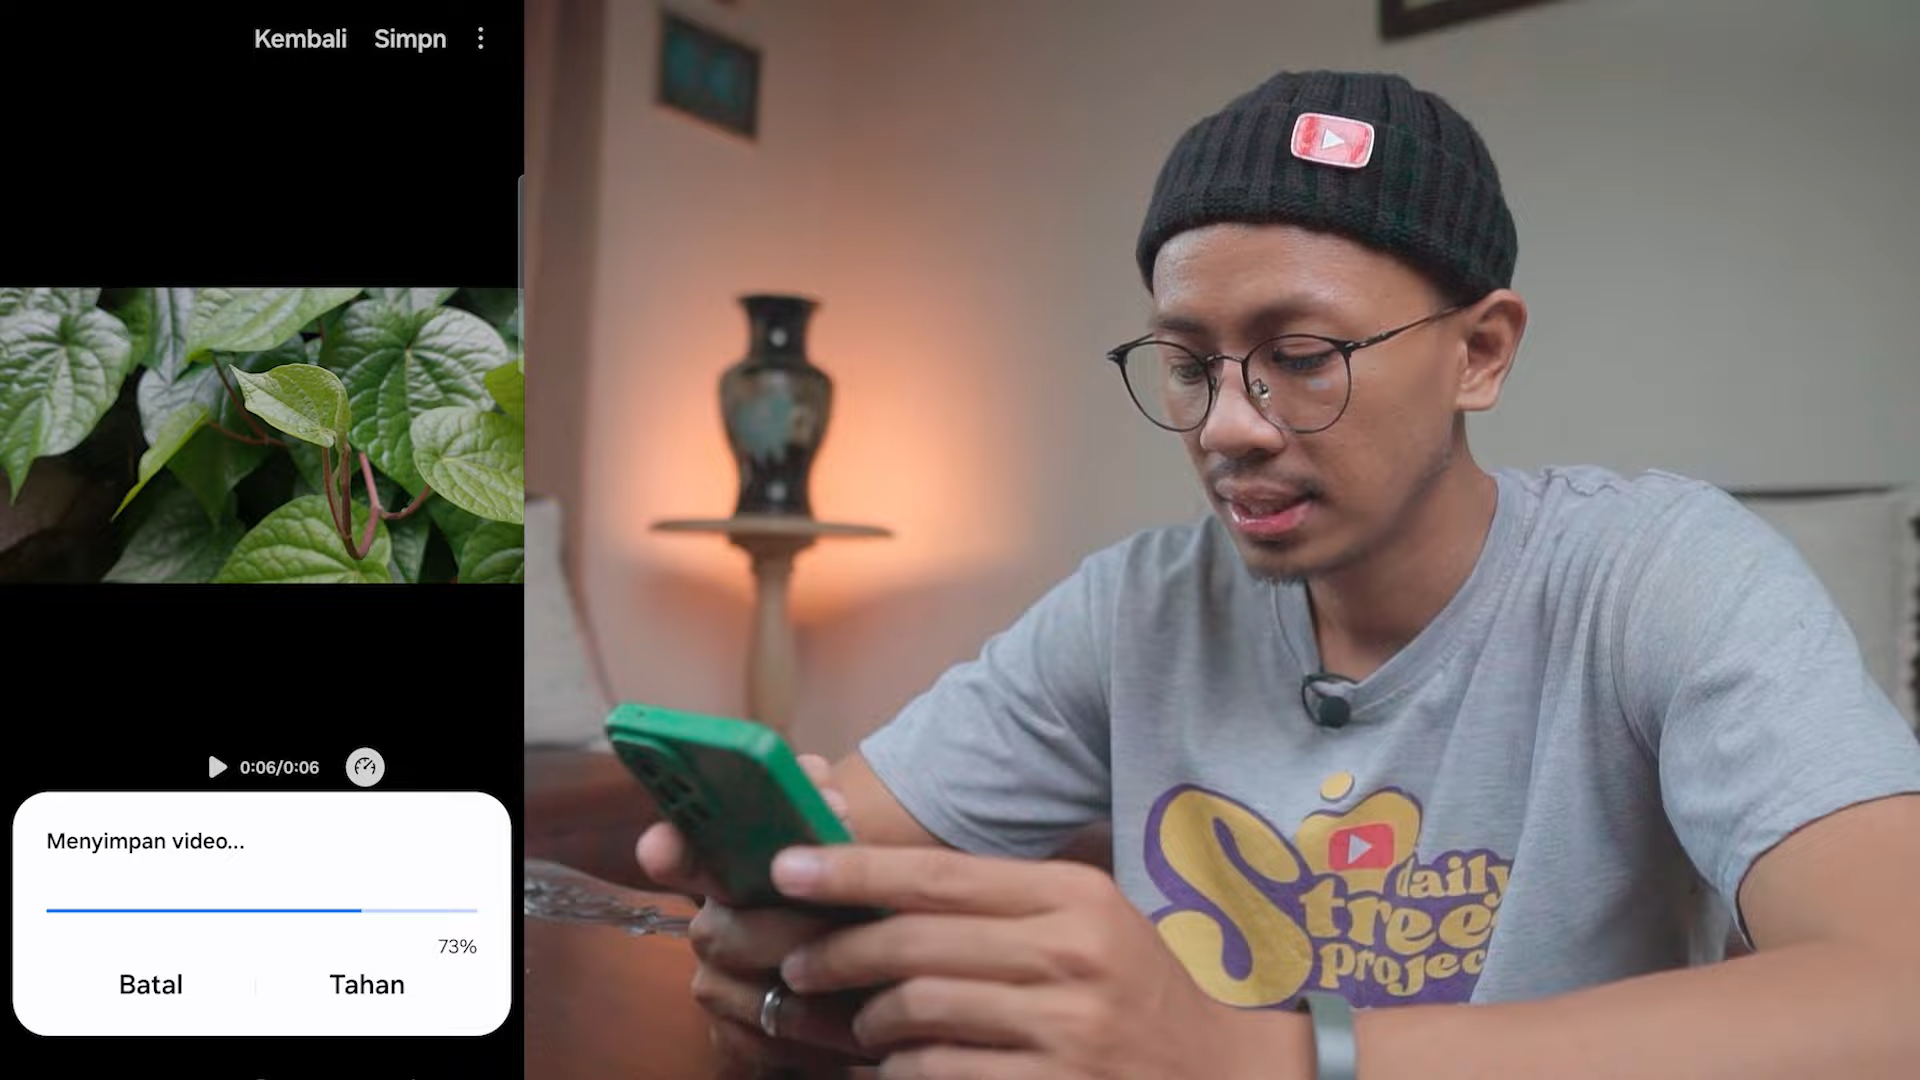 Kembali Simpn
0:06/0:06
Menyimpan video...
73%
Batal Tahan
daily
Stree
projec